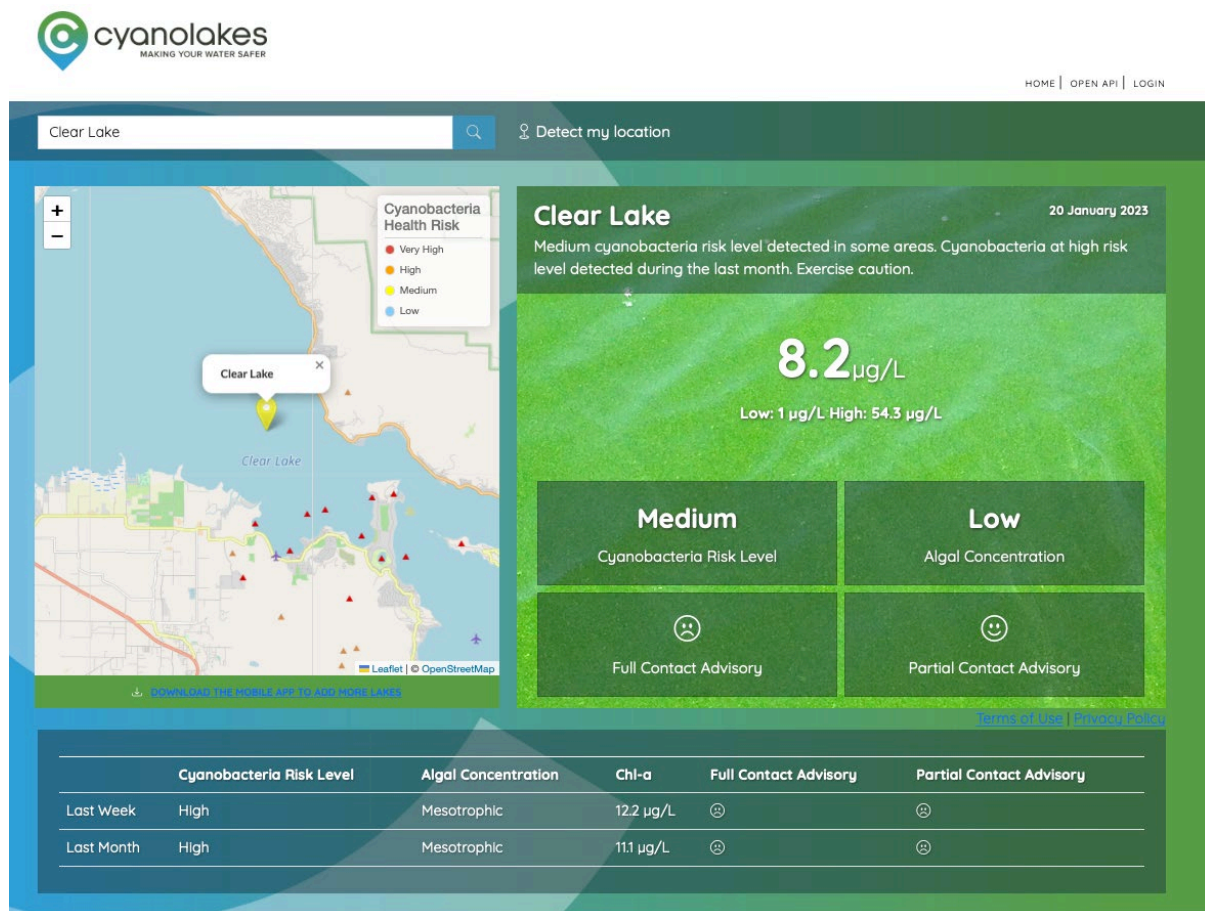 cyanolakes
MAKING YOUR WATER SAFER
HOME | OPEN API | LOGIN
Clear Lake
Detect my location
+
−
Cyanobacteria
Health Risk
Very High
High
Medium
Low
Clear Lake ×
Clear Lake
Leaflet | © OpenStreetMap
DOWNLOAD THE MOBILE APP TO ADD MORE LAKES
Clear Lake 20 January 2023
Medium cyanobacteria risk level detected in some areas. Cyanobacteria at high risk
level detected during the last month. Exercise caution.
8.2µg/L
Low: 1 µg/L High: 54.3 µg/L
Medium
Cyanobacteria Risk Level
Low
Algal Concentration
Full Contact Advisory
Partial Contact Advisory
Terms of Use | Privacy Policy
Cyanobacteria Risk Level Algal Concentration Chl-a Full Contact Advisory Partial Contact Advisory
Last Week High Mesotrophic 12.2 µg/L
Last Month High Mesotrophic 11.1 µg/L